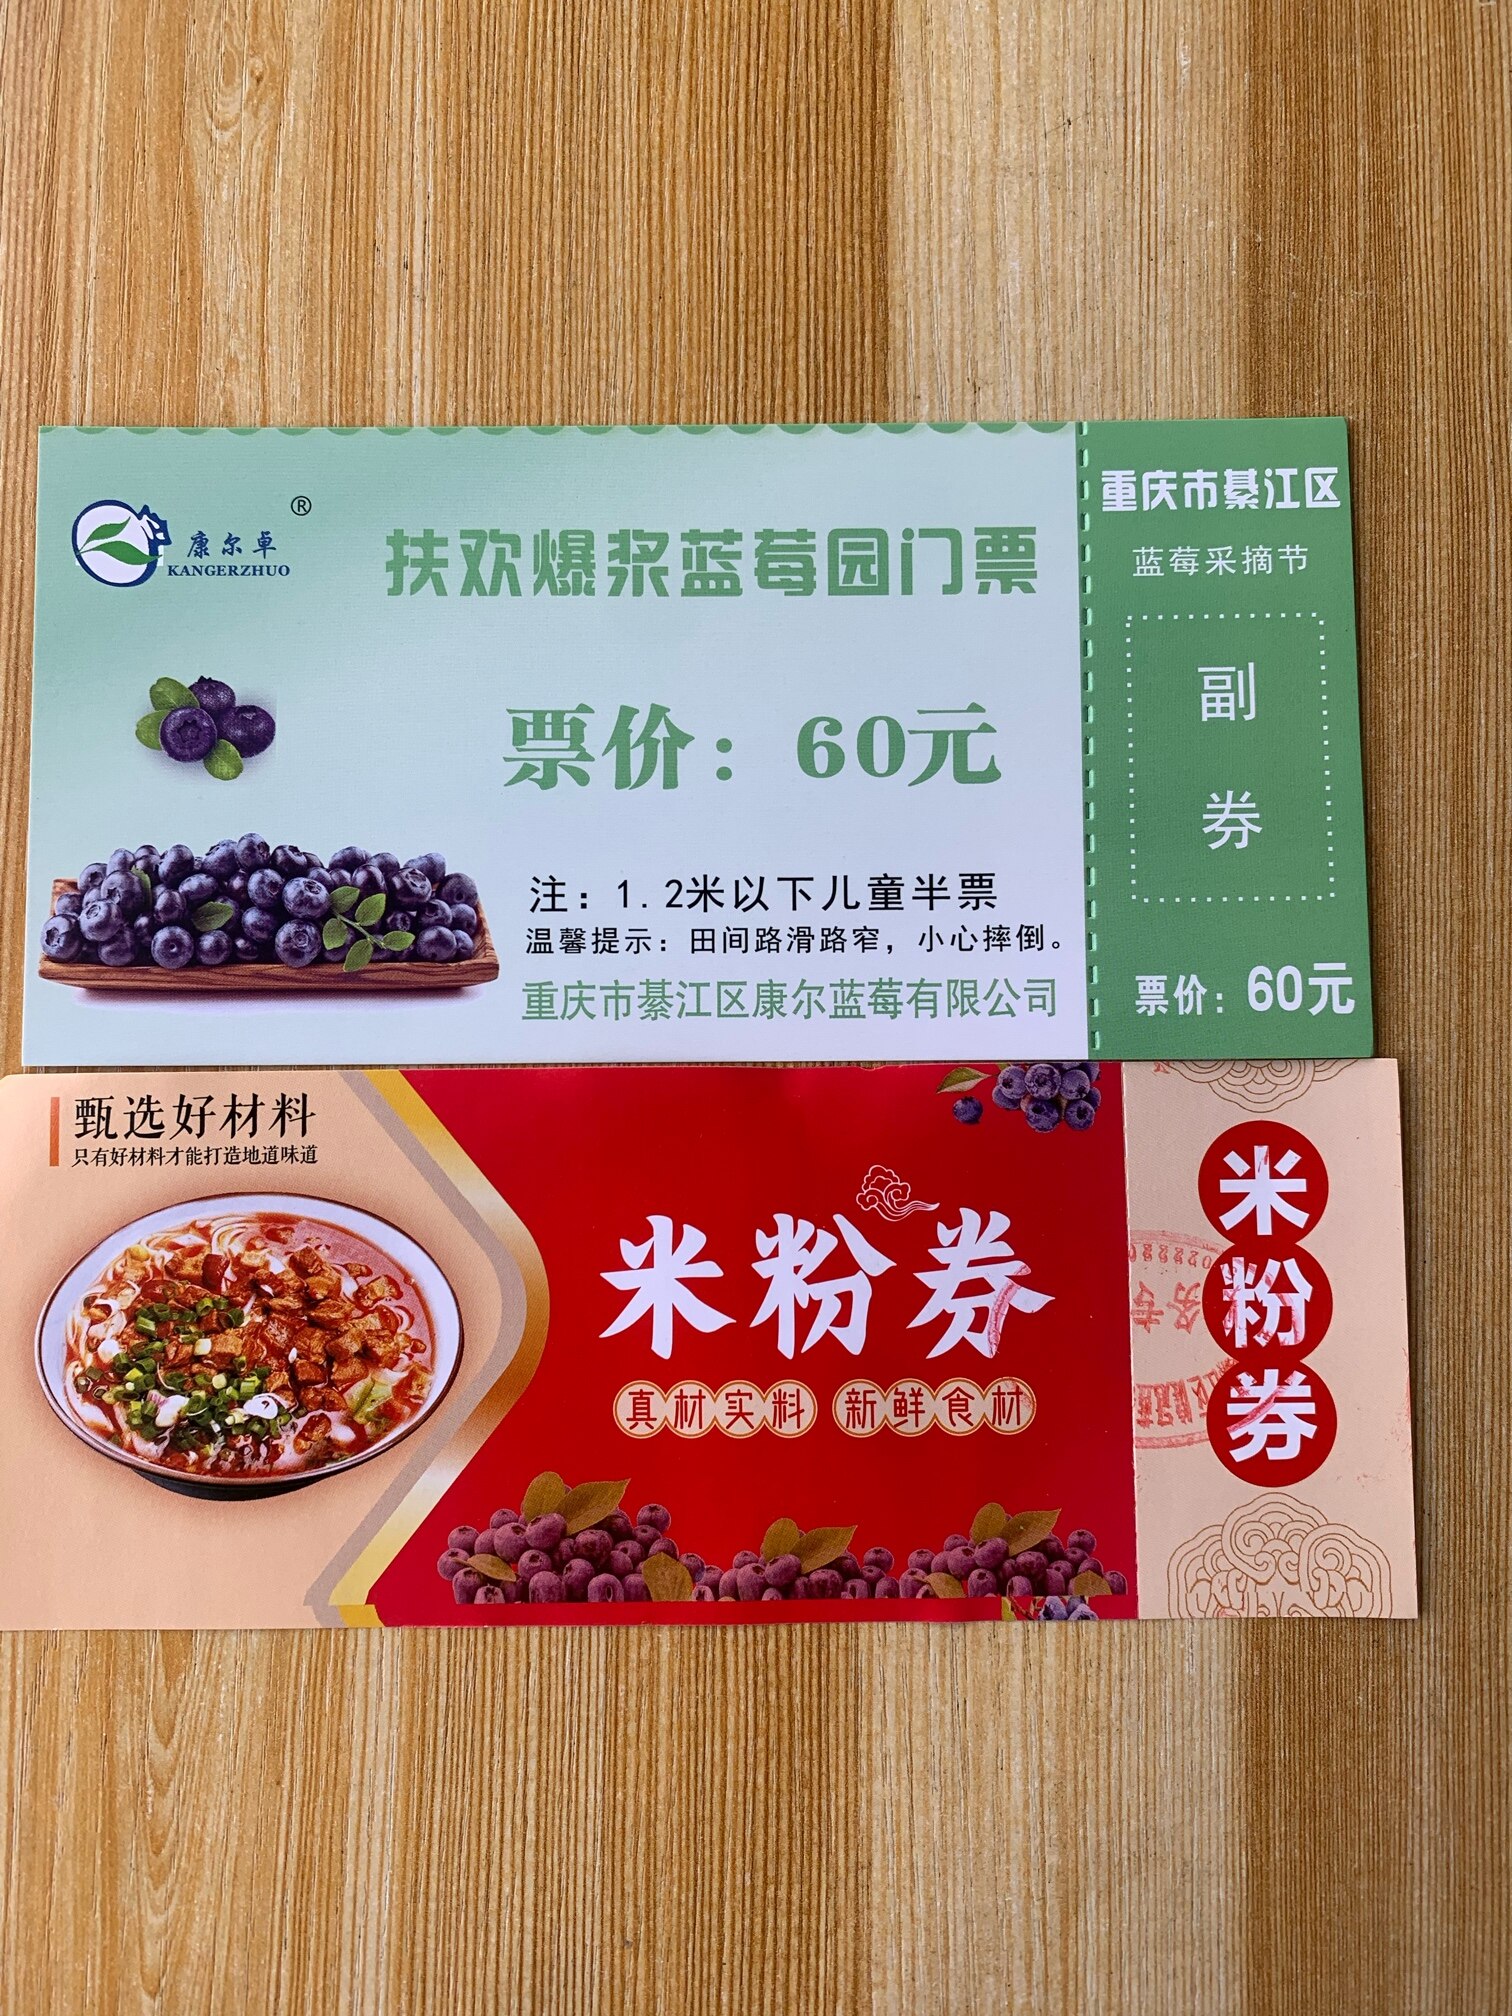 康尔卓
®
KANGERZHUO
扶欢爆浆蓝莓园门票
票价：60元
注：1.2米以下儿童半票
温馨提示：田间路滑路窄，小心摔倒。
重庆市綦江区康尔蓝莓有限公司
重庆市綦江区
蓝莓采摘节
副
券
票价：60元
甄选好材料
只有好材料才能打造地道味道
米粉券
真材实料 新鲜食材
米
粉
券